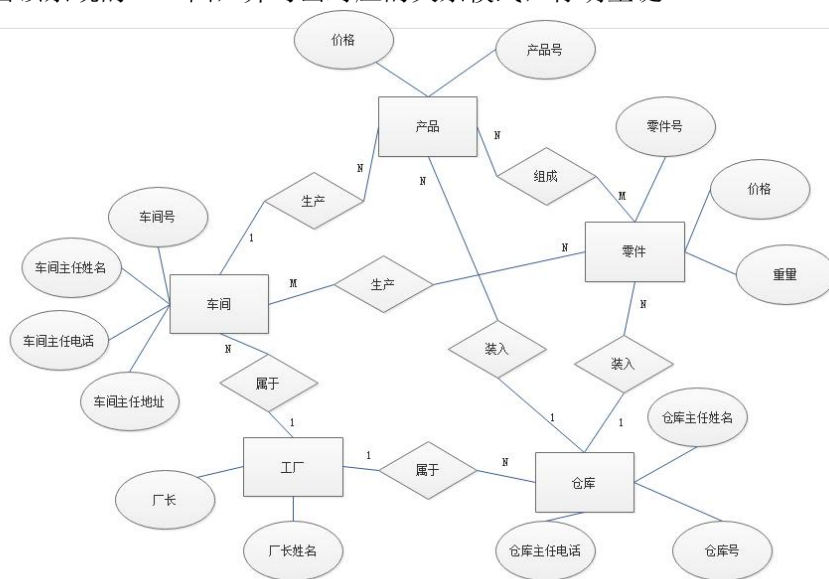 价格
产品号
产品
零件号
N
N
N
组成
价格
生产
M
车间号
1
零件
N
车间主任姓名
重量
车间
M
生产
N
车间主任电话
N
装入
装入
属于
车间主任地址
1
1
1
仓库主任姓名
工厂
1
属于
N
仓库
厂长
厂长姓名
仓库主任电话
仓库号